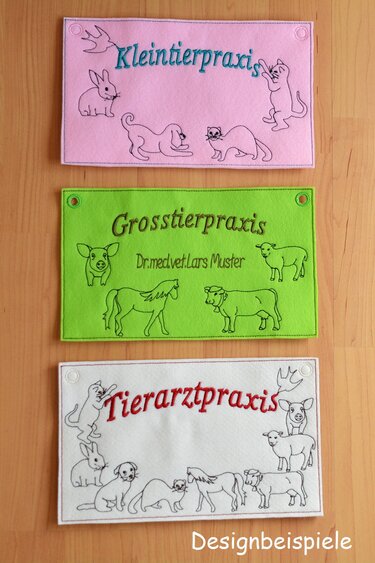 Kleintierpraxis
Grosstierpraxis
Dr.med.vet.Lars Muster
Tierarztpraxis
Designbeispiele